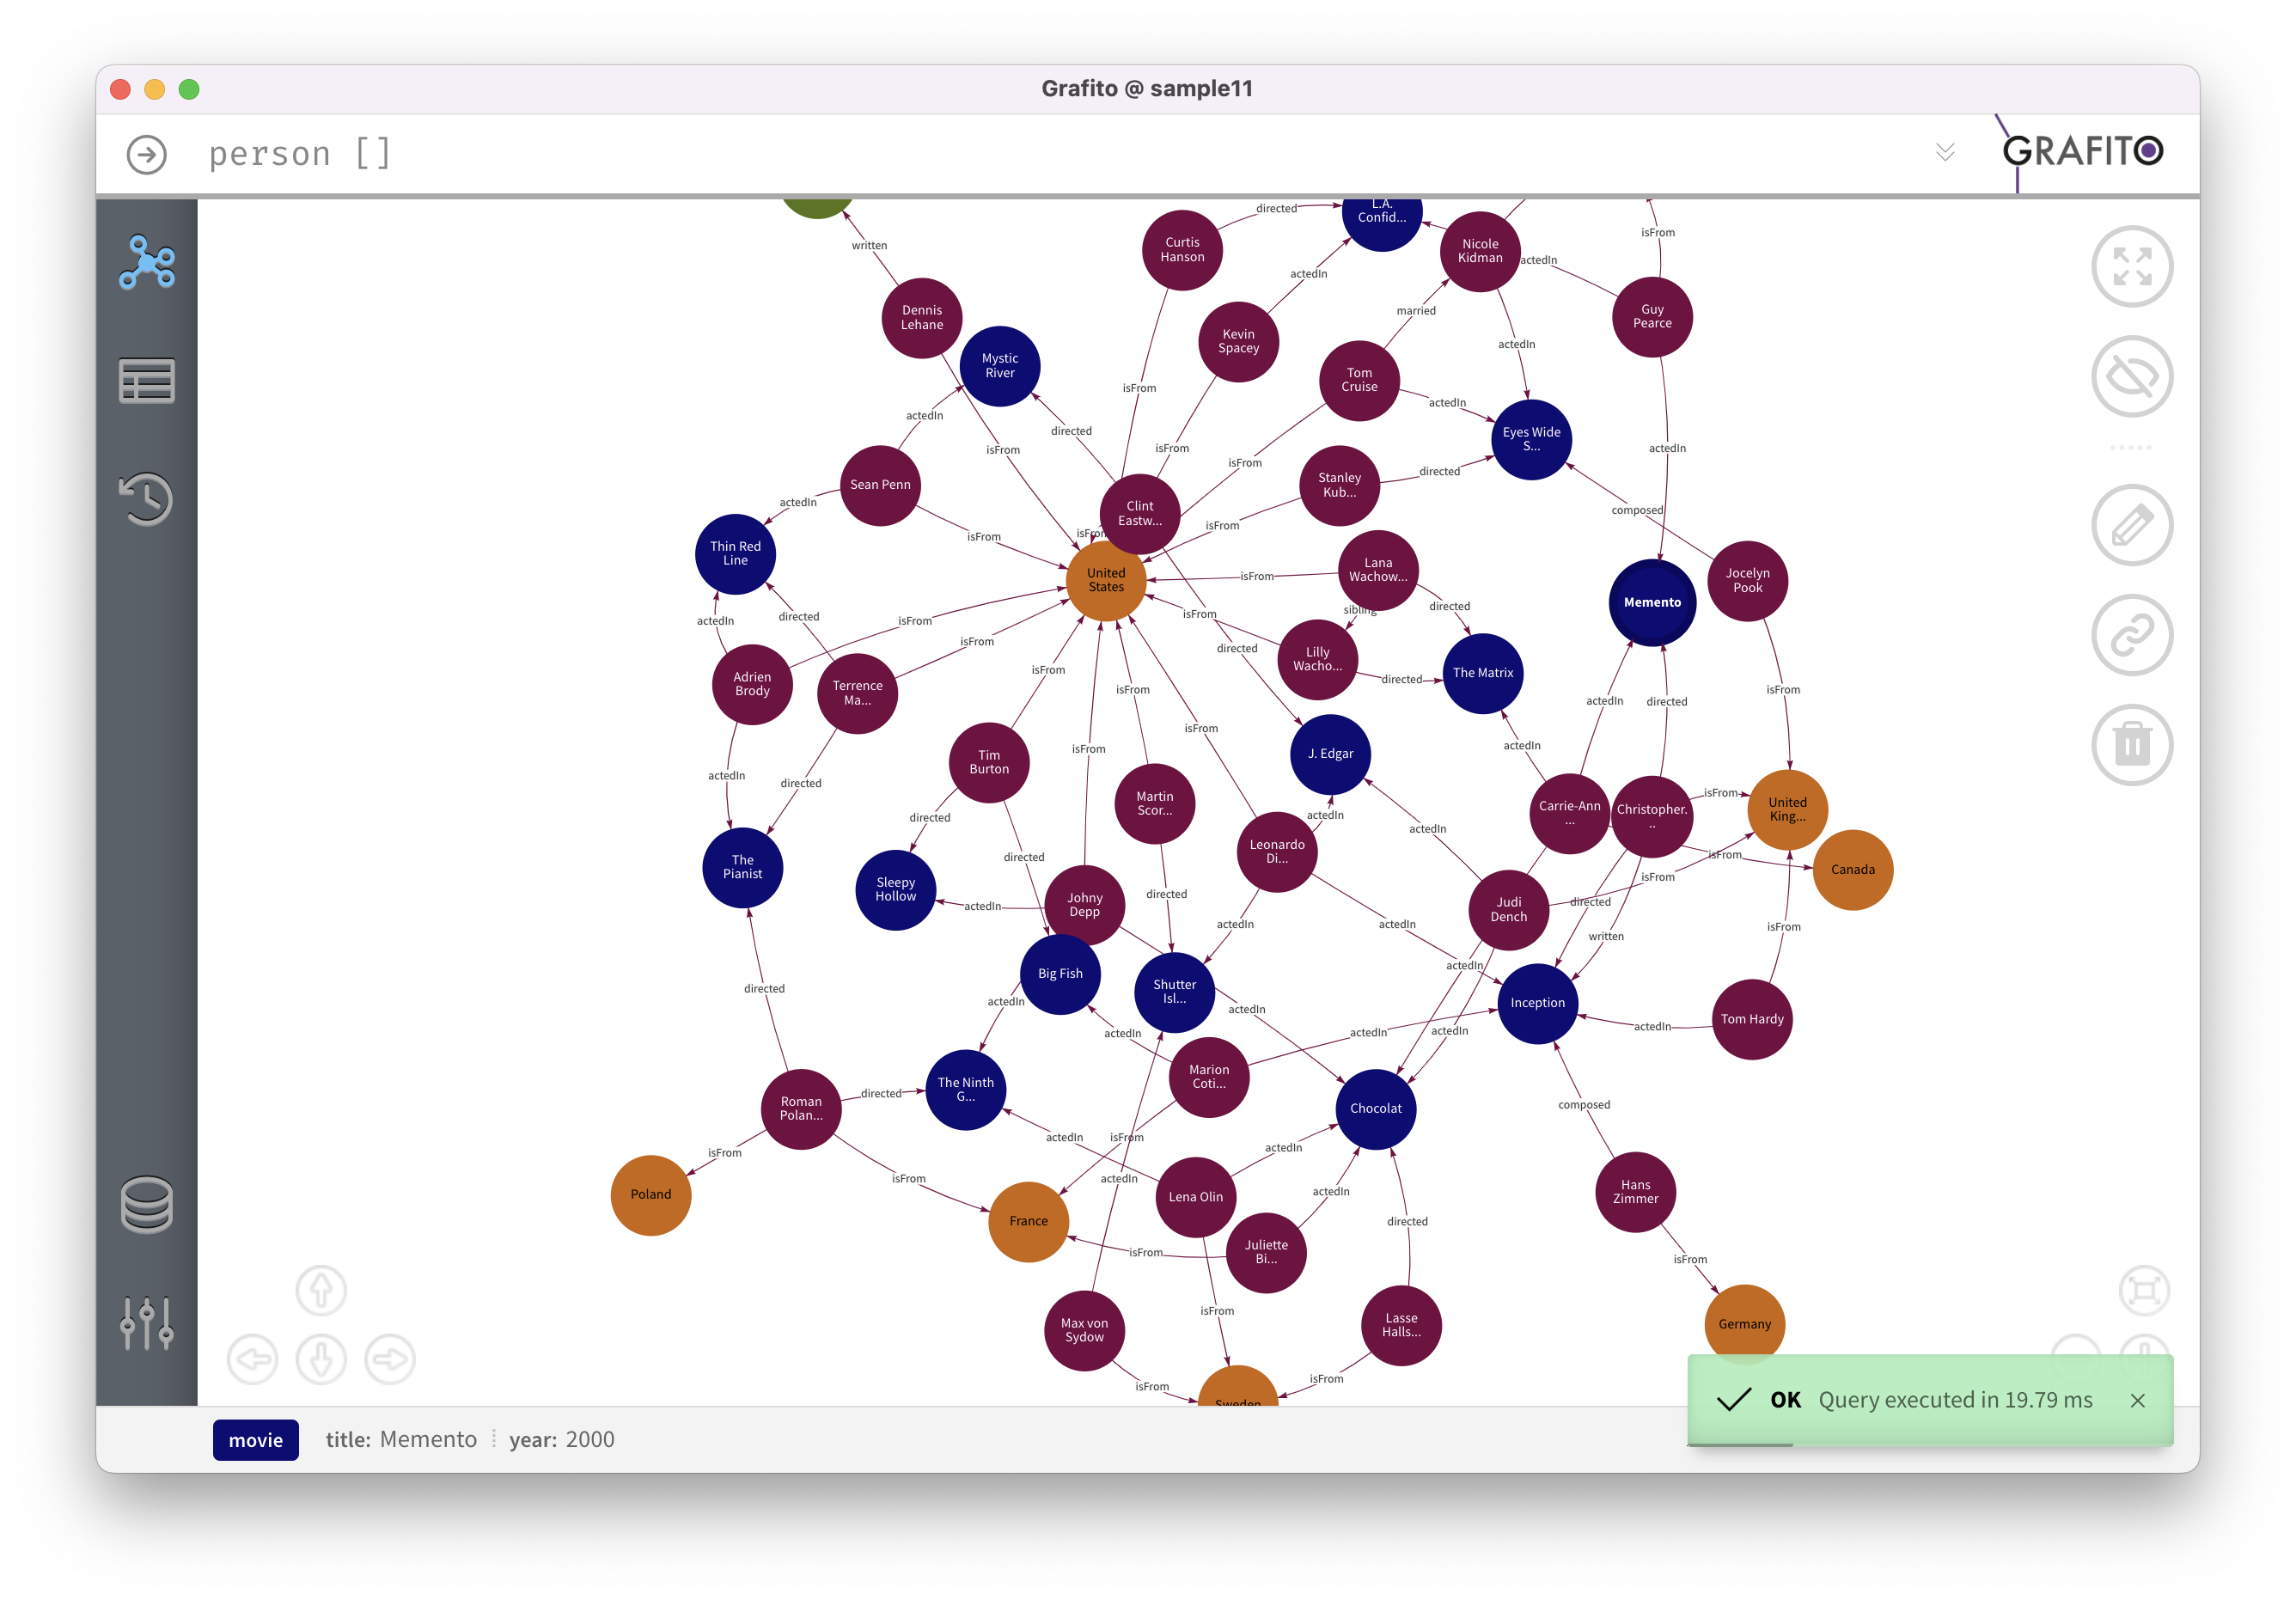 Grafito @ sample11
person []
GRAFITO
L.A.
Confid...
directed
Curtis
Hanson
Nicole
Kidman
isFrom
written
actedIn
actedIn
Dennis
Lehane
Kevin
Spacey
married
Guy
Pearce
Mystic
River
actedIn
Tom
Cruise
isFrom
actedIn
actedIn
directed
Eyes Wide
S...
isFrom
isFrom
actedIn
isFrom
directed
Sean Penn
Stanley
Kub...
actedIn
composed
Clint
Eastw...
isFrom
isFrom
isFrom
Thin Red
Line
United
States
isFrom
Lana
Wachow...
Jocelyn
Pook
Memento
sibling
directed
isFrom
directed
actedIn
isFrom
isFrom
directed
Lilly
Wacho...
The Matrix
isFrom
directed
Adrien
Brody
Terrence
Ma...
isFrom
isFrom
actedIn
directed
isFrom
isFrom
J. Edgar
actedIn
Tim
Burton
actedIn
directed
Martin
Scor...
isFrom
United
King...
Carrie-Ann
...
Christopher.
..
directed
actedIn
actedIn
Leonardo
Di...
directed
isFrom
Canada
The
Pianist
isFrom
Sleepy
Hollow
directed
Johny
Depp
actedIn
Judi
Dench
directed
actedIn
actedIn
isFrom
written
actedIn
Big Fish
directed
Shutter
Isl...
actedIn
actedIn
Inception
Tom Hardy
actedIn
actedIn
actedIn
actedIn
Marion
Coti...
The Ninth
G...
directed
Roman
Polan...
Chocolat
composed
isFrom
actedIn
actedIn
isFrom
Poland
isFrom
actedIn
Lena Olin
actedIn
Hans
Zimmer
France
directed
isFrom
Juliette
Bi...
isFrom
isFrom
Max von
Sydow
Lasse
Halls...
Germany
isFrom
isFrom
Sweden
OK Query executed in 19.79 ms
movie title: Memento year: 2000